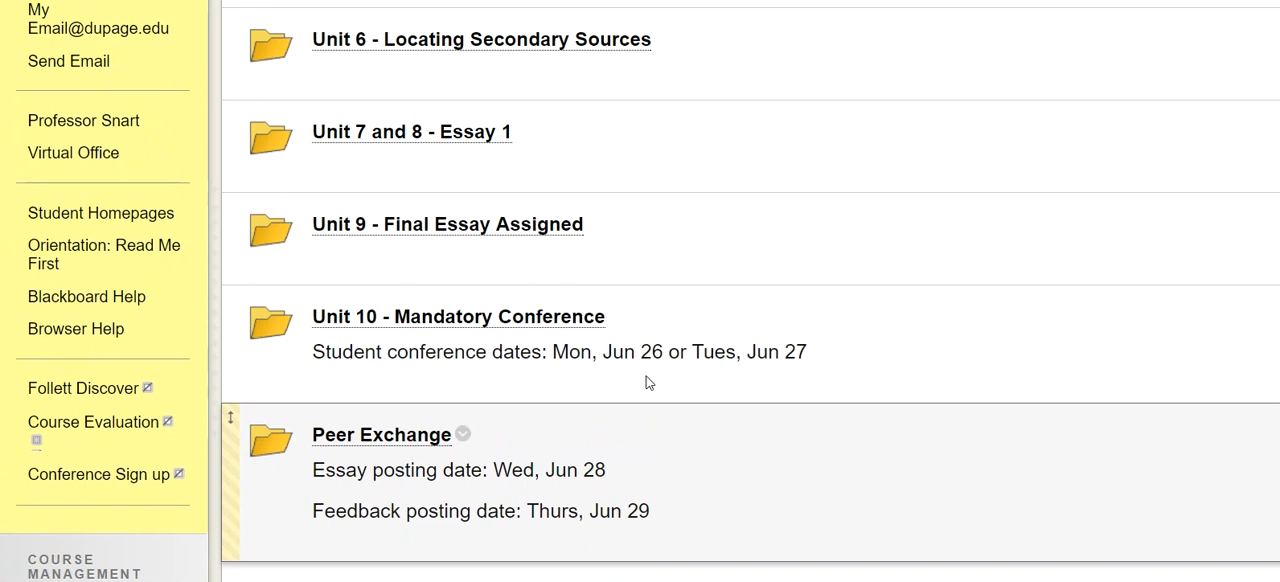 My
Email@dupage.edu
Send Email
Professor Snart
Virtual Office
Student Homepages
Orientation: Read Me
First
Blackboard Help
Browser Help
Follett Discover
Course Evaluation
Conference Sign up
COURSE
MANAGEMENT
Unit 6 - Locating Secondary Sources
Unit 7 and 8 - Essay 1
Unit 9 - Final Essay Assigned
Unit 10 - Mandatory Conference
Student conference dates: Mon, Jun 26 or Tues, Jun 27
Peer Exchange
Essay posting date: Wed, Jun 28
Feedback posting date: Thurs, Jun 29